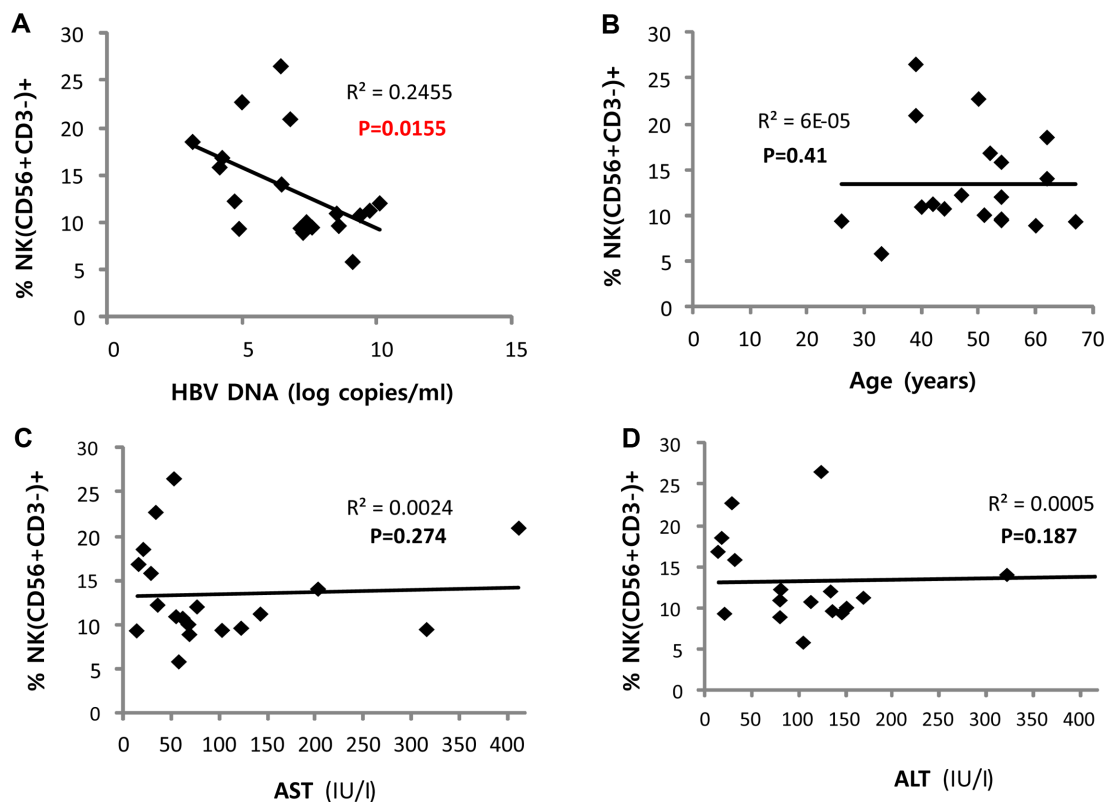 A
% NK(CD56+CD3-)+
30
25
20
15
10
5
0
R² = 0.2455
P=0.0155
0 5 10 15
HBV DNA (log copies/ml)
B
% NK(CD56+CD3-)+
30
25
20
15
10
5
0
R² = 6E-05
P=0.41
0 10 20 30 40 50 60 70
Age (years)
C
% NK(CD56+CD3-)+
30
25
20
15
10
5
0
R² = 0.0024
P=0.274
0 50 100 150 200 250 300 350 400
AST (IU/l)
D
% NK(CD56+CD3-)+
30
25
20
15
10
5
0
R² = 0.0005
P=0.187
0 50 100 150 200 250 300 350 400
ALT (IU/l)